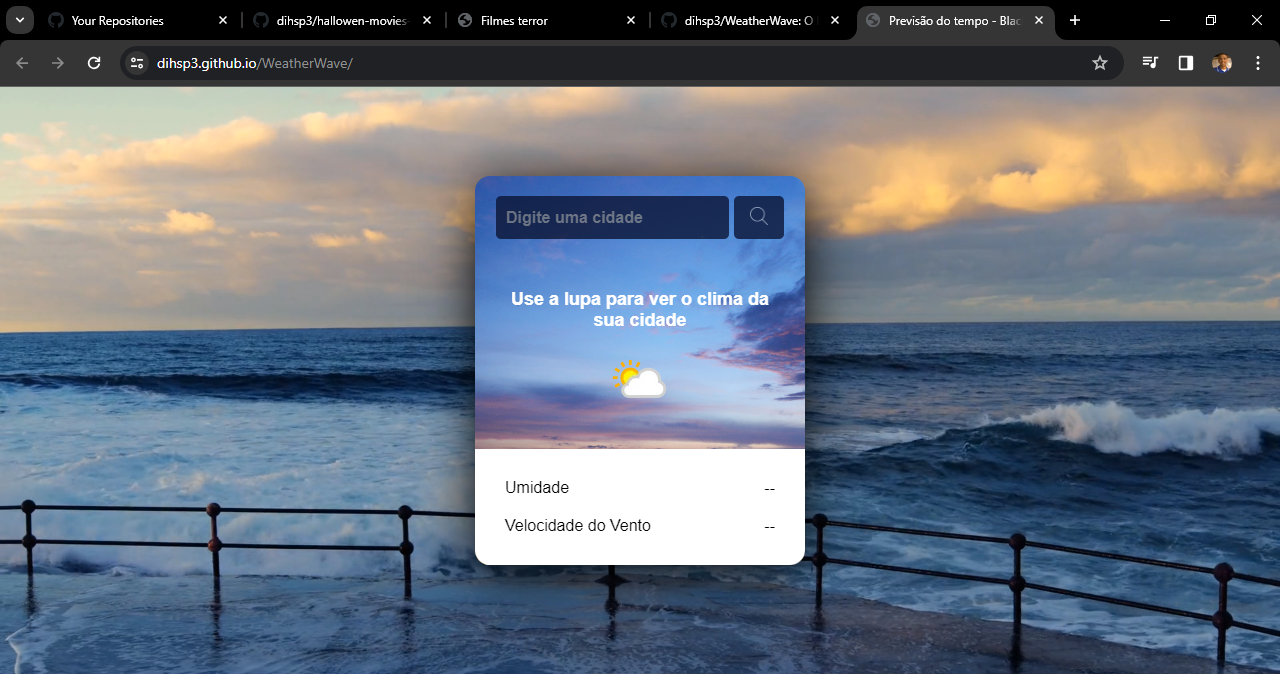 Your Repositories
dihsp3/hallowen-movies-
Filmes terror
dihsp3/WeatherWave: O
Previsão do tempo - Blac
dihsp3.github.io/WeatherWave/
Digite uma cidade
Use a lupa para ver o clima da
sua cidade
Umidade --
Velocidade do Vento --